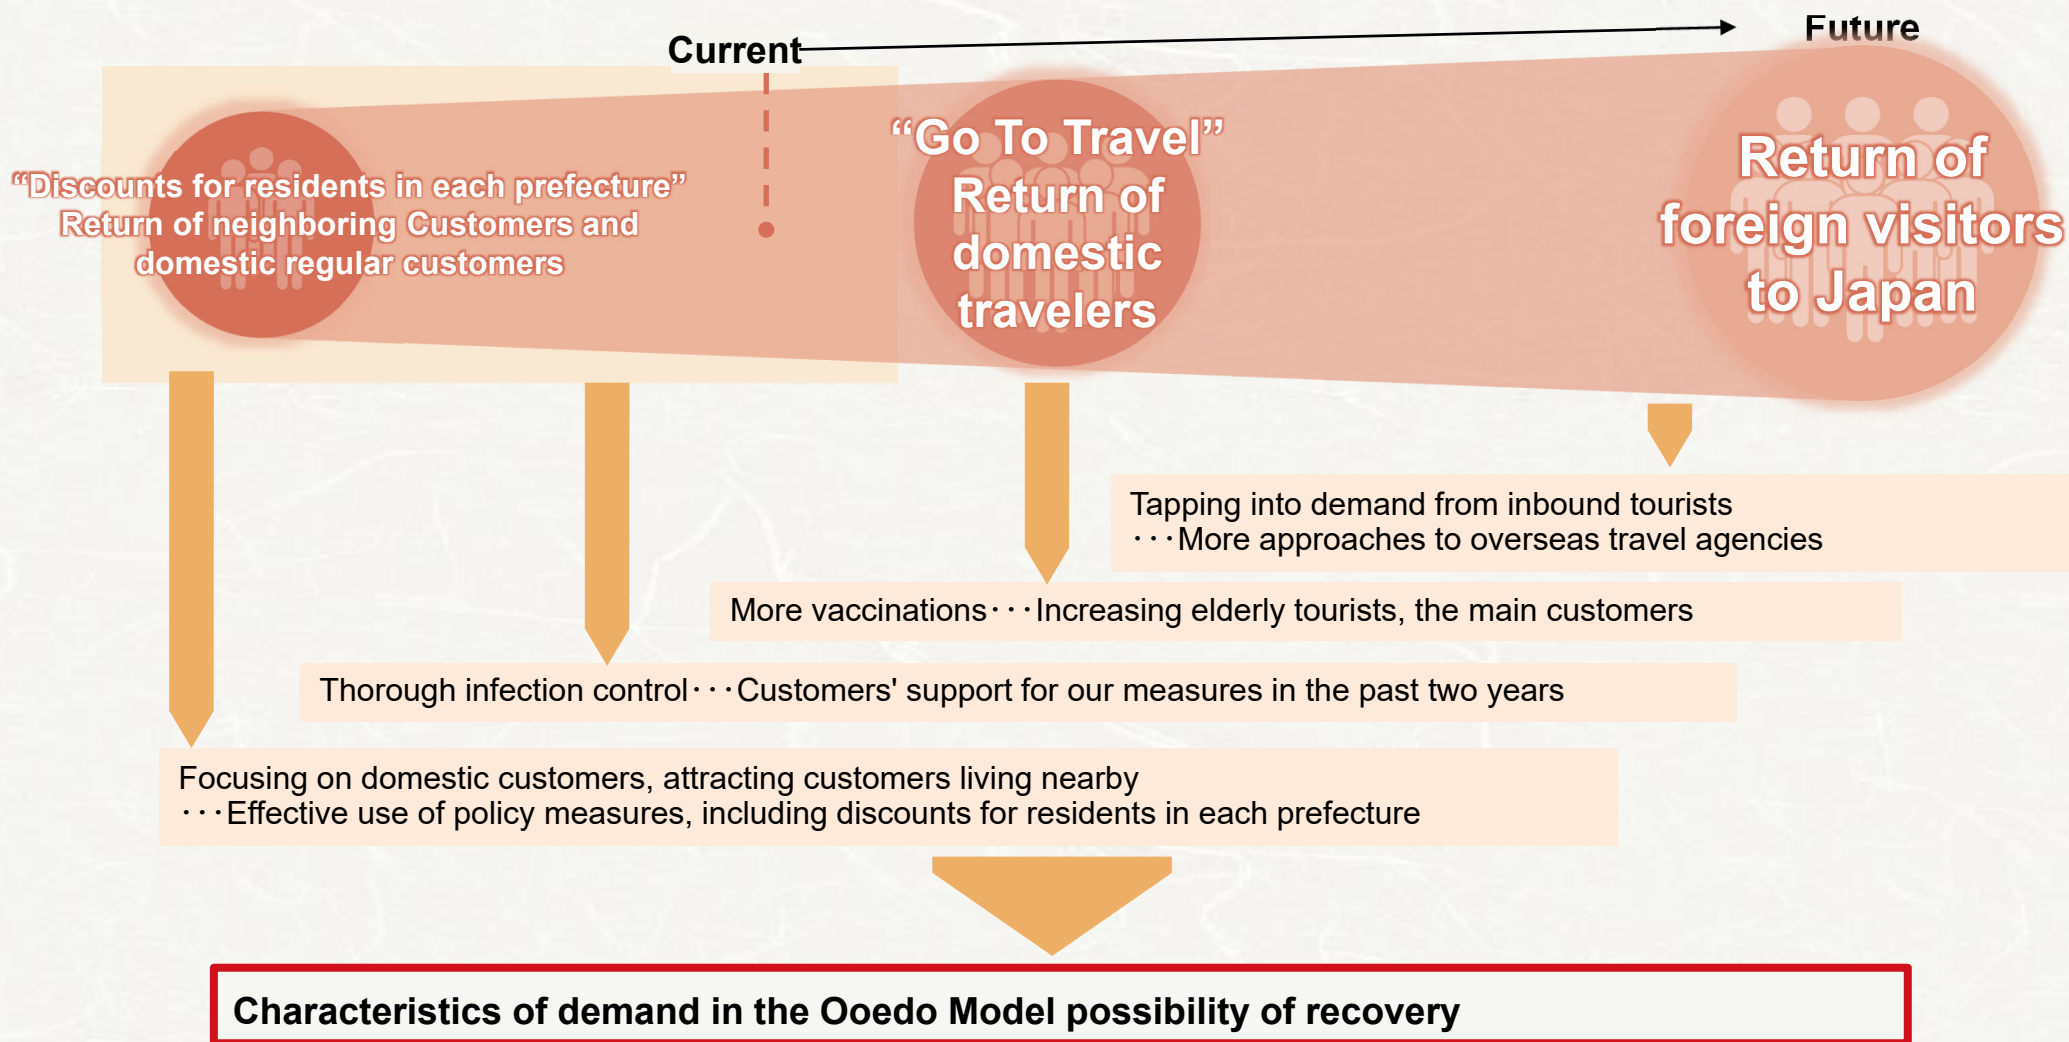 Current
Future
“Discounts for residents in each prefecture”
Return of neighboring Customers and
domestic regular customers
“Go To Travel”
Return of
domestic
travelers
Return of
foreign visitors
to Japan
Tapping into demand from inbound tourists
···More approaches to overseas travel agencies
More vaccinations···Increasing elderly tourists, the main customers
Thorough infection control···Customers' support for our measures in the past two years
Focusing on domestic customers, attracting customers living nearby
···Effective use of policy measures, including discounts for residents in each prefecture
Characteristics of demand in the Ooedo Model possibility of recovery